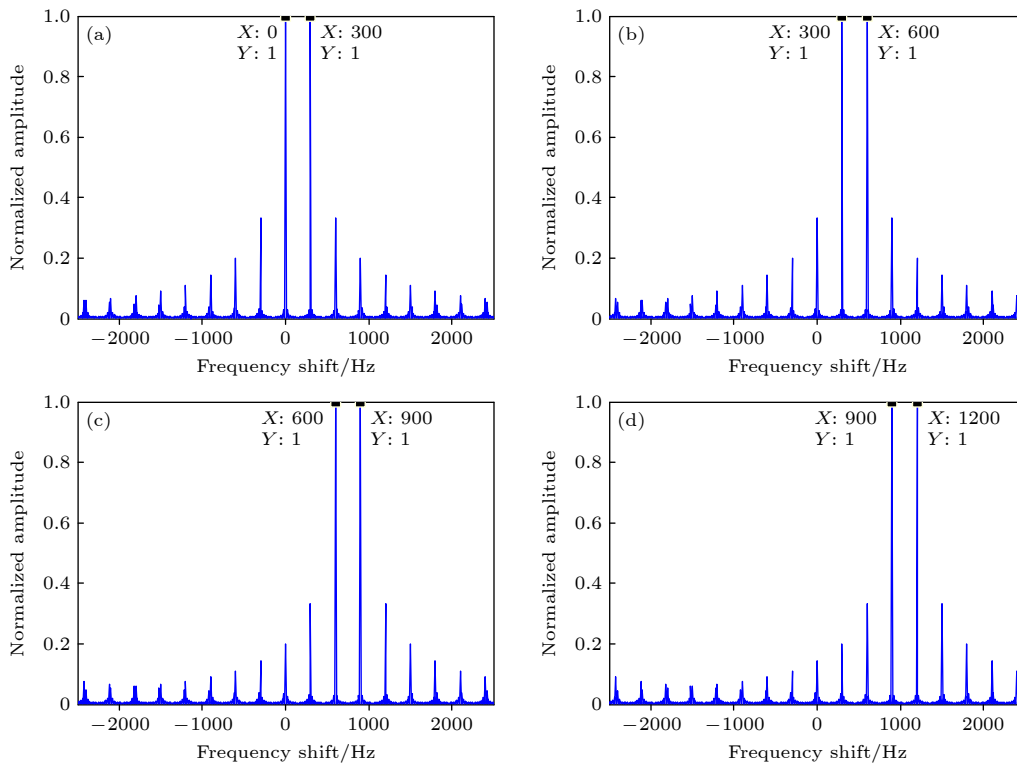 (a)
X: 0 X: 300
Y: 1 Y: 1
1.0
0.8
0.6
0.4
0.2
0
Normalized amplitude
−2000 −1000 0 1000 2000
Frequency shift/Hz
(b)
X: 300 X: 600
Y: 1 Y: 1
1.0
0.8
0.6
0.4
0.2
0
Normalized amplitude
−2000 −1000 0 1000 2000
Frequency shift/Hz
(c)
X: 600 X: 900
Y: 1 Y: 1
1.0
0.8
0.6
0.4
0.2
0
Normalized amplitude
−2000 −1000 0 1000 2000
Frequency shift/Hz
(d)
X: 900 X: 1200
Y: 1 Y: 1
1.0
0.8
0.6
0.4
0.2
0
Normalized amplitude
−2000 −1000 0 1000 2000
Frequency shift/Hz